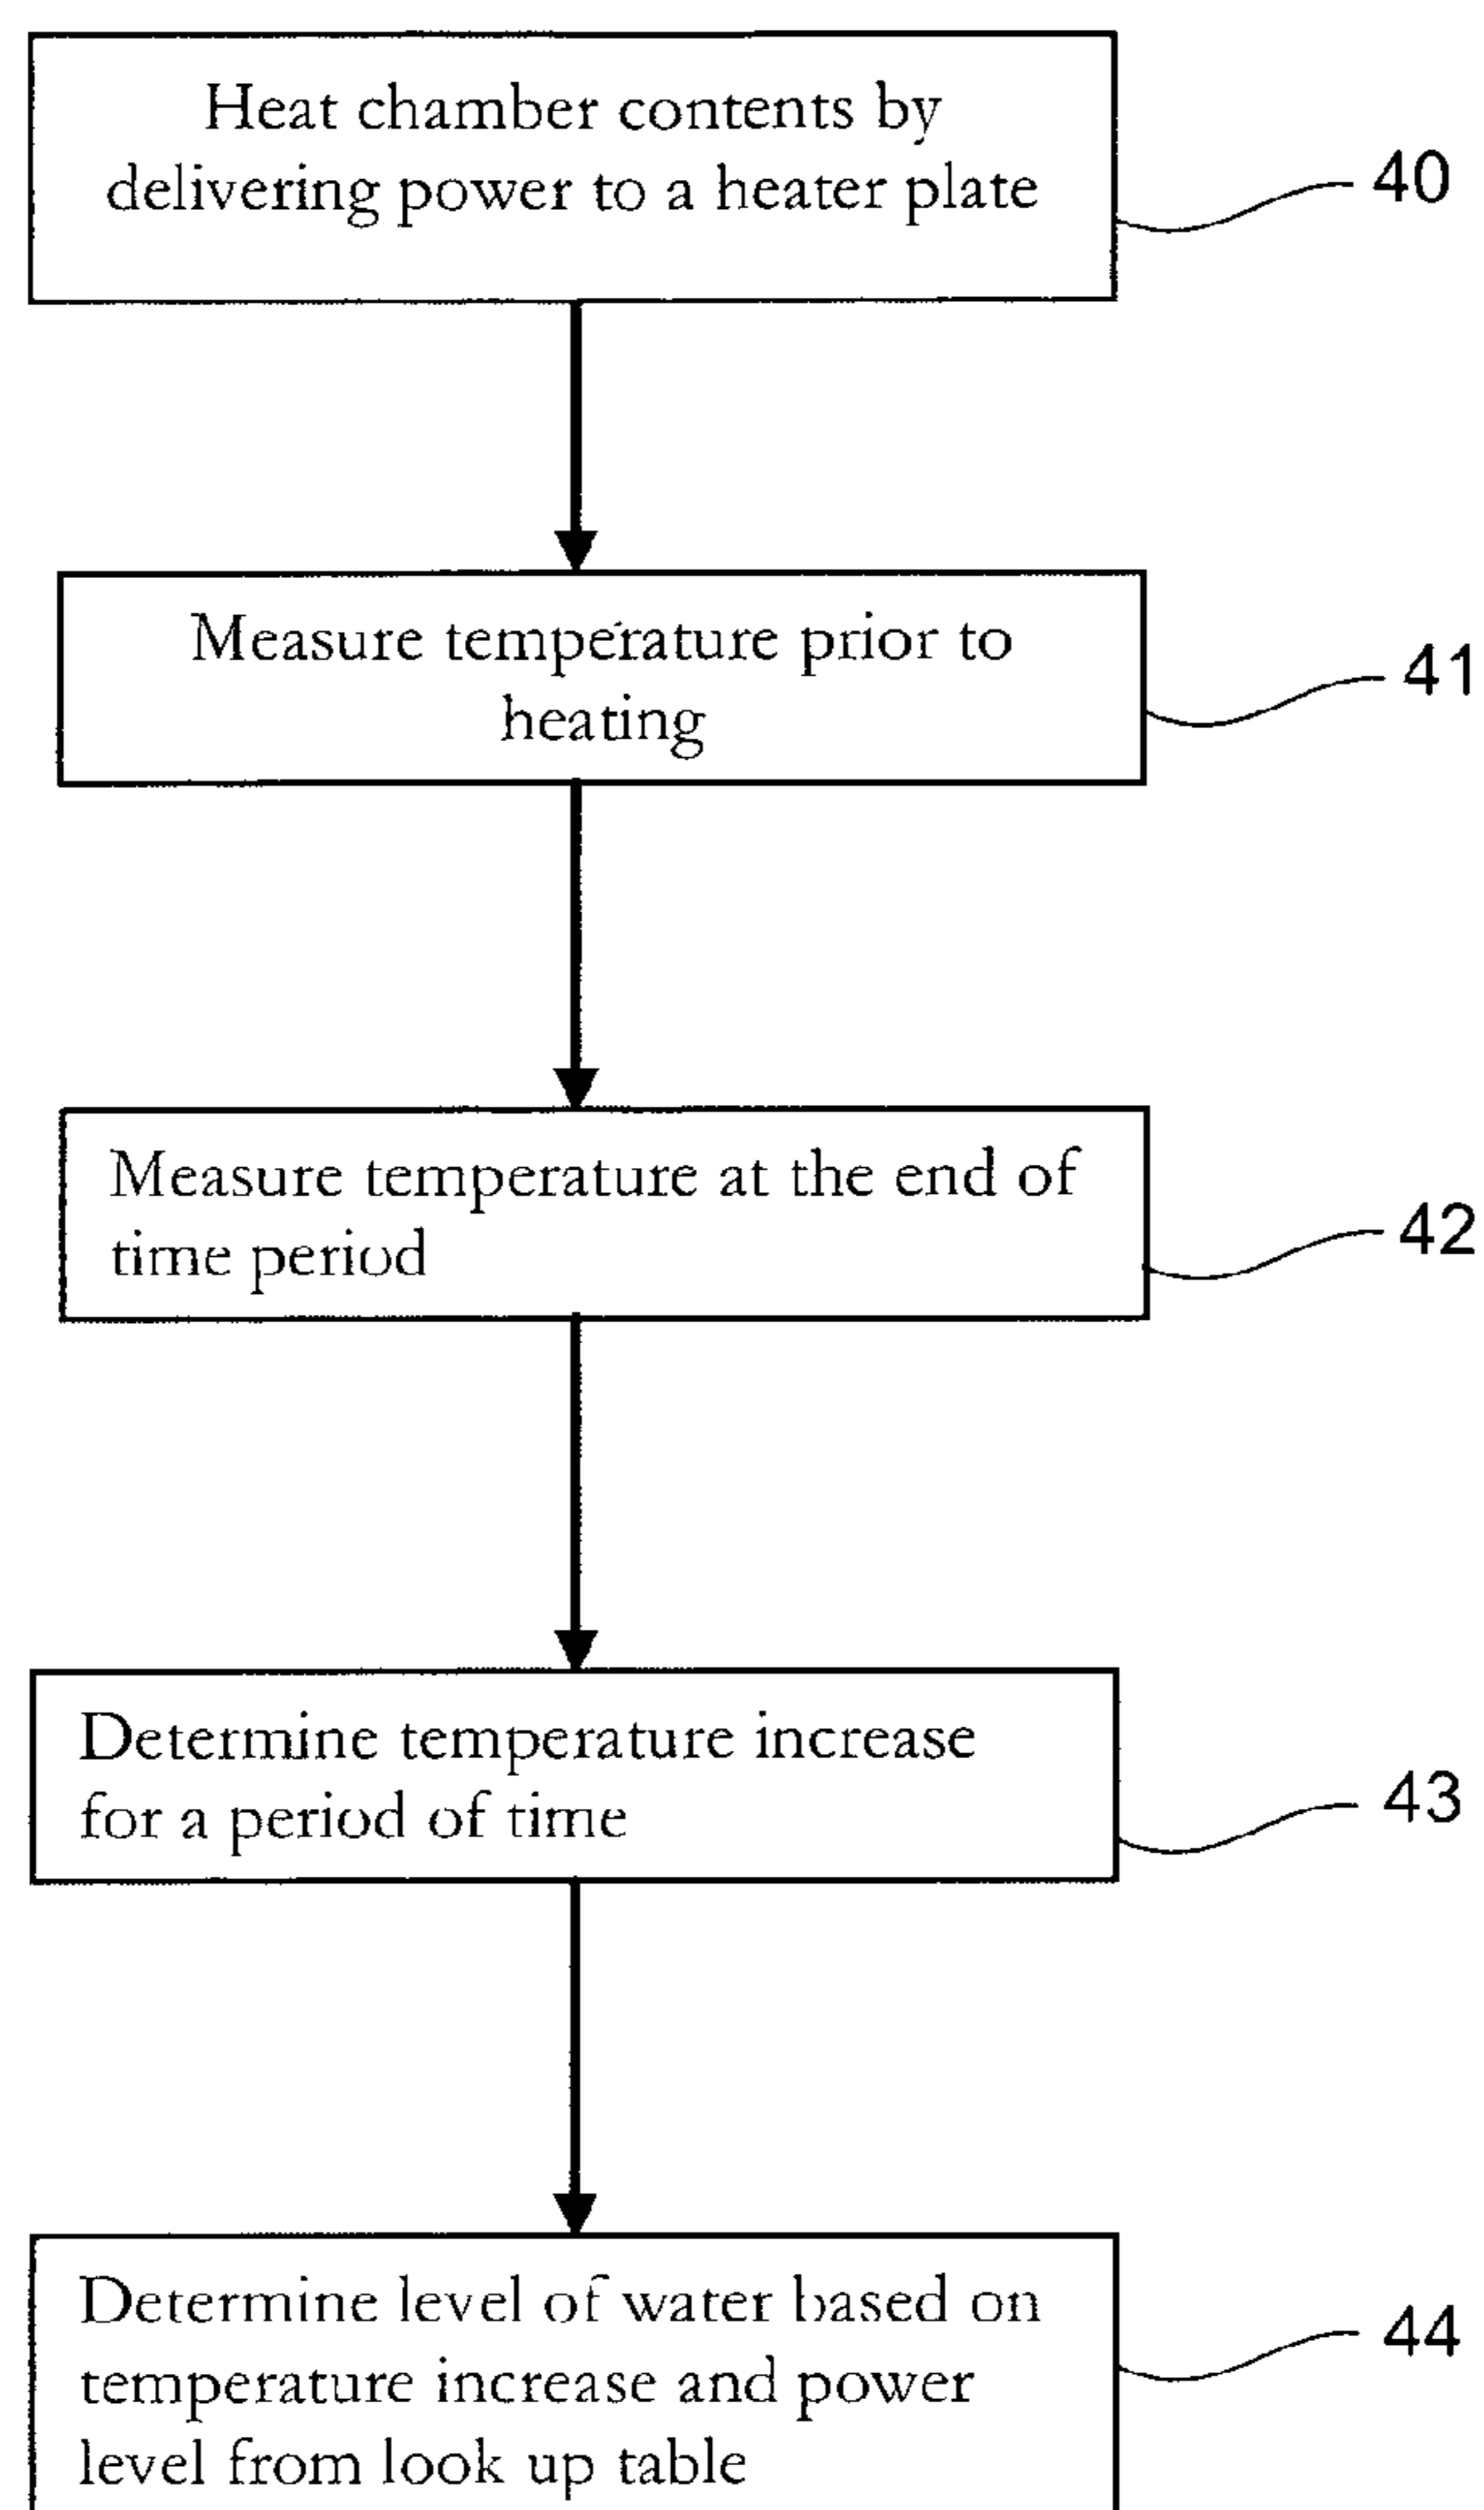 Heat chamber contents by
delivering power to a heater plate
40
Measure temperature prior to
heating
41
Measure temperature at the end of
time period
42
Determine temperature increase
for a period of time
43
Determine level of water based on
temperature increase and power
level from look up table
44